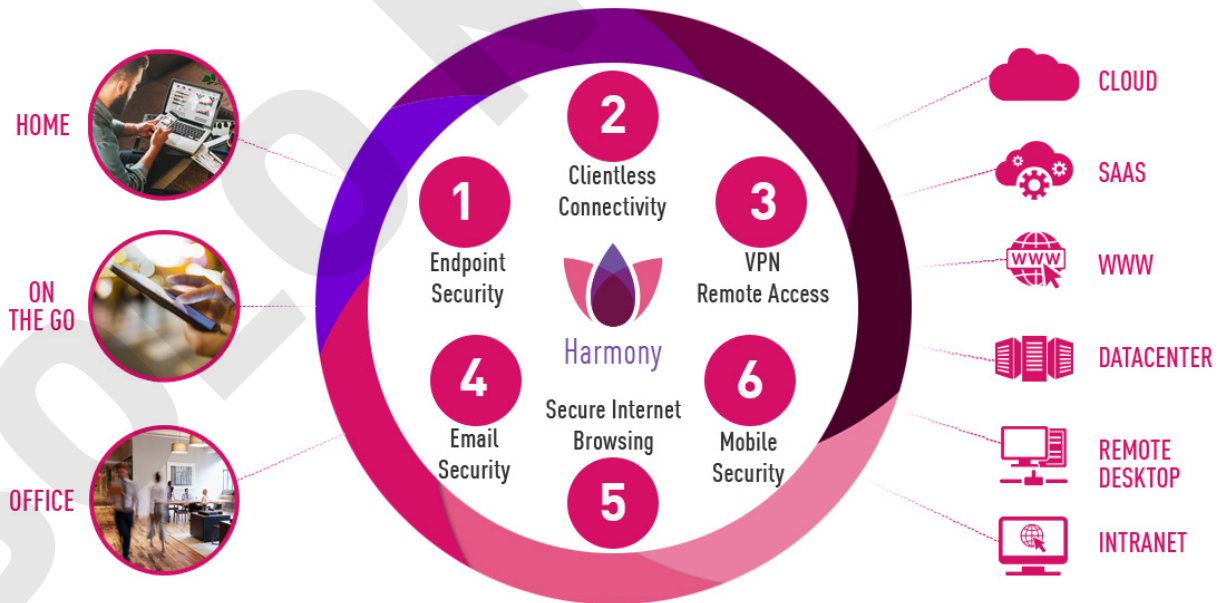 HOME
ON
THE GO
OFFICE
1
Endpoint
Security
2
Clientless
Connectivity
3
VPN
Remote Access
Harmony
4
Email
Security
Secure Internet
Browsing
5
6
Mobile
Security
CLOUD
SAAS
WWW
WWW
DATACENTER
REMOTE
DESKTOP
INTRANET